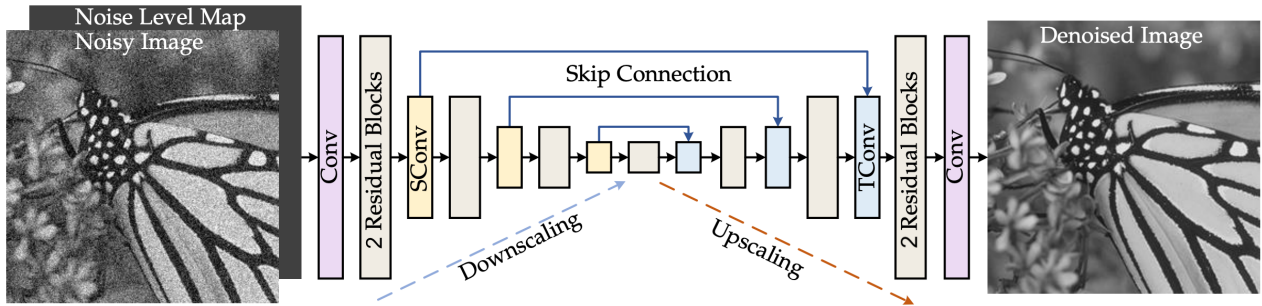 Noise Level Map
Noisy Image
Conv
2 Residual Blocks
SConv
Skip Connection
Downscaling
Upscaling
TConv
2 Residual Blocks
Conv
Denoised Image